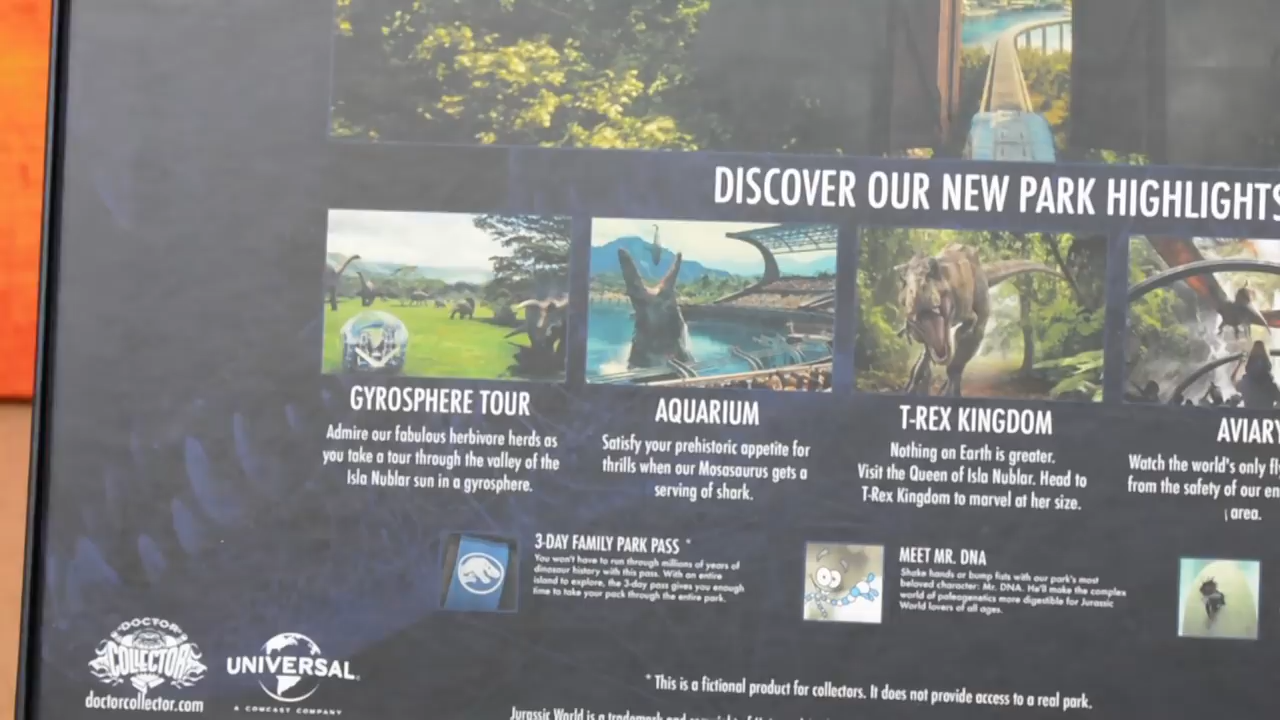 DISCOVER OUR NEW PARK HIGHLIGHTS
GYROSPHERE TOUR
Admire our fabulous herbivore herds as
you take a tour through the valley of the
Isla Nublar sun in a gyrosphere.
AQUARIUM
Satisfy your prehistoric appetite for
thrills when our Mosasaurus gets a
serving of shark.
T-REX KINGDOM
Nothing on Earth is greater.
Visit the Queen of Isla Nublar. Head to
T-Rex Kingdom to marvel at her size.
AVIARY
Watch the world's only
from the safety of our
area.
3-DAY FAMILY PARK PASS *
You won't have to run through millions of years of
dinosaur history with this pass. With an entire
island to explore, the 3-day pass gives you enough
time to take your pack through the entire park.
MEET MR. DNA
Shake hands or bump fists with our park's most
beloved character: Mr. DNA. He'll make the complex
world of paleogenetics more digestible for Jurassic
World lovers of all ages.
DOCTOR
COLLECTOR
doctorcollector.com
UNIVERSAL
A COMCAST COMPANY
* This is a fictional product for collectors. It does not provide access to a real park.
Jurassic World is a trademark and copyright of